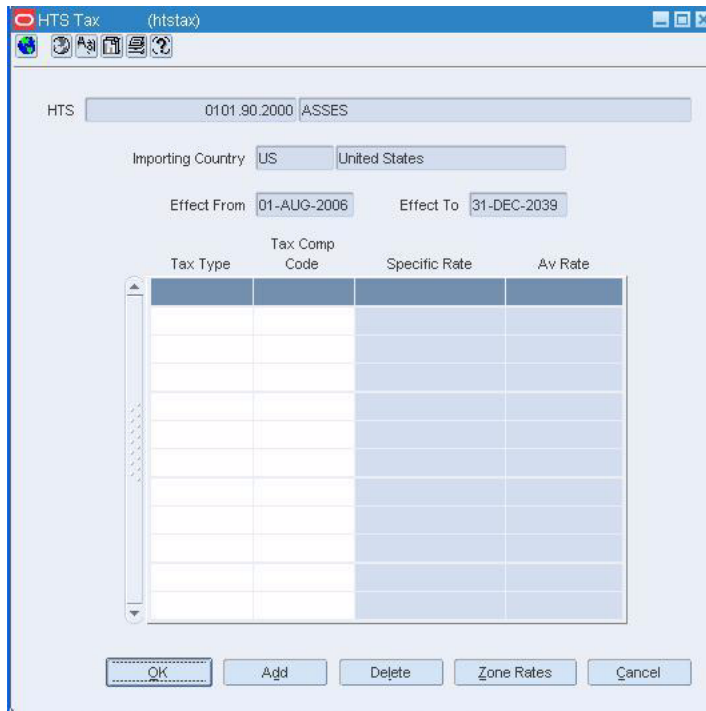 HTS Tax (htstax)
HTS 0101.90.2000 ASSES
Importing Country US United States
Effect From 01-AUG-2006 Effect To 31-DEC-2039
Tax Type Tax Comp Code Specific Rate Av Rate
OK Add Delete Zone Rates Cancel